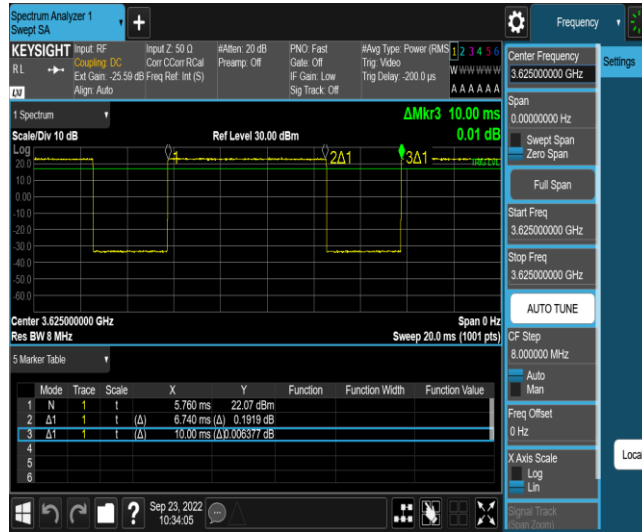 Spectrum Analyzer 1
Swept SA
Frequency
KEYSIGHT
RL
LXI
Input: RF
Coupling: DC
Ext Gain: -25.59 dB
Align: Auto
Input Z: 50 Ω
Corr CCorr RCal
Freq Ref: Int (S)
#Atten: 20 dB
Preamp: Off
PNO: Fast
Gate: Off
IF Gain: Low
Sig Track: Off
#Avg Type: Power (RMS
Trig: Video
Trig Delay: -200.0 µs
1 2 3 4 5 6
W W W W W W
A A A A A A
1 Spectrum
ΔMkr3 10.00 ms
0.01 dB
Scale/Div 10 dB
Ref Level 30.00 dBm
Log
20.0
10.0
0.00
-10.0
-20.0
-30.0
-40.0
-50.0
-60.0
1
2Δ1
3Δ1
TRIG LVL
Center 3.625000000 GHz
Span 0 Hz
Res BW 8 MHz
Sweep 20.0 ms (1001 pts)
5 Marker Table
Mode Trace Scale X Y Function Function Width Function Value
1 N 1 t 5.760 ms 22.07 dBm
2 Δ1 1 t (Δ) 6.740 ms (Δ) 0.1919 dB
3 Δ1 1 t (Δ) 10.00 ms (Δ) 0.006377 dB
4
5
6
Sep 23, 2022
10:34:05
Center Frequency
3.625000000 GHz
Settings
Span
0.00000000 Hz
Swept Span
Zero Span
Full Span
Start Freq
3.625000000 GHz
Stop Freq
3.625000000 GHz
AUTO TUNE
CF Step
8.000000 MHz
Auto
Man
Freq Offset
0 Hz
X Axis Scale
Log
Lin
Local
Signal Track
(Span Zoom)